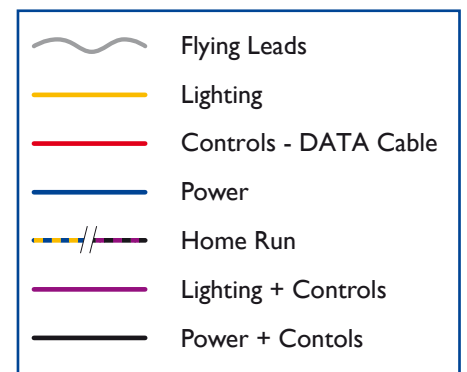 Flying Leads
Lighting
Controls - DATA Cable
Power
Home Run
Lighting + Controls
Power + Contols